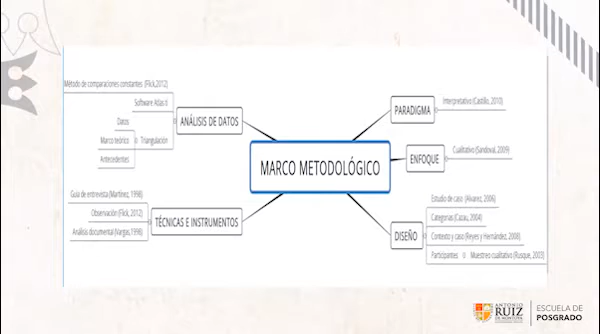 Método de comparaciones constantes (Flick,2012)
Software Atlas ti
ANÁLISIS DE DATOS
Datos
Marco teórico
Triangulación
Antecedentes
Guía de entrevista (Martínez, 1998)
Observación (Flick, 2012)
TÉCNICAS E INSTRUMENTOS
Análisis documental (Vargas,1996)
MARCO METODOLÓGICO
PARADIGMA
Interpretativo (Castillo, 2010)
ENFOQUE
Cualitativo (Sandoval, 2009)
DISEÑO
Estudio de caso (Alvarez, 2006)
Categorías (Cazau, 2004)
Contexto y caso (Reyes y Hernández, 2008)
Participantes
Muestreo cualitativo (Rusque, 2003)
ANTONIO
RUIZ
DE MONTOYA
ESCUELA DE
POSGRADO